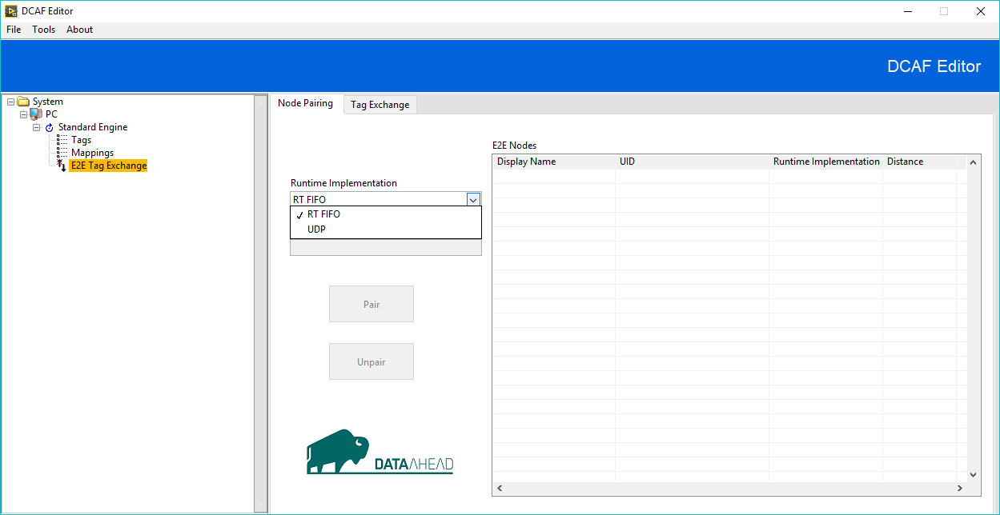 DCAF Editor
File Tools About
DCAF Editor
System
PC
Standard Engine
Tags
Mappings
E2E Tag Exchange
Node Pairing Tag Exchange
Runtime Implementation
RT FIFO
RT FIFO
UDP
Pair
Unpair
DATAAHEAD
E2E Nodes
Display Name UID Runtime Implementation Distance